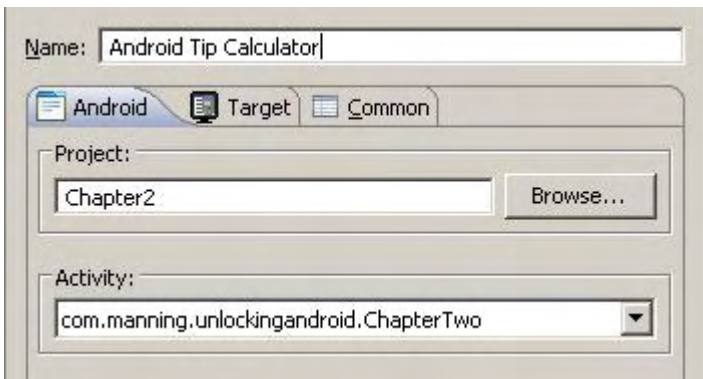 Name: Android Tip Calculator
Android Target Common
Project:
Chapter2 Browse...
Activity:
com.manning.unlockingandroid.ChapterTwo